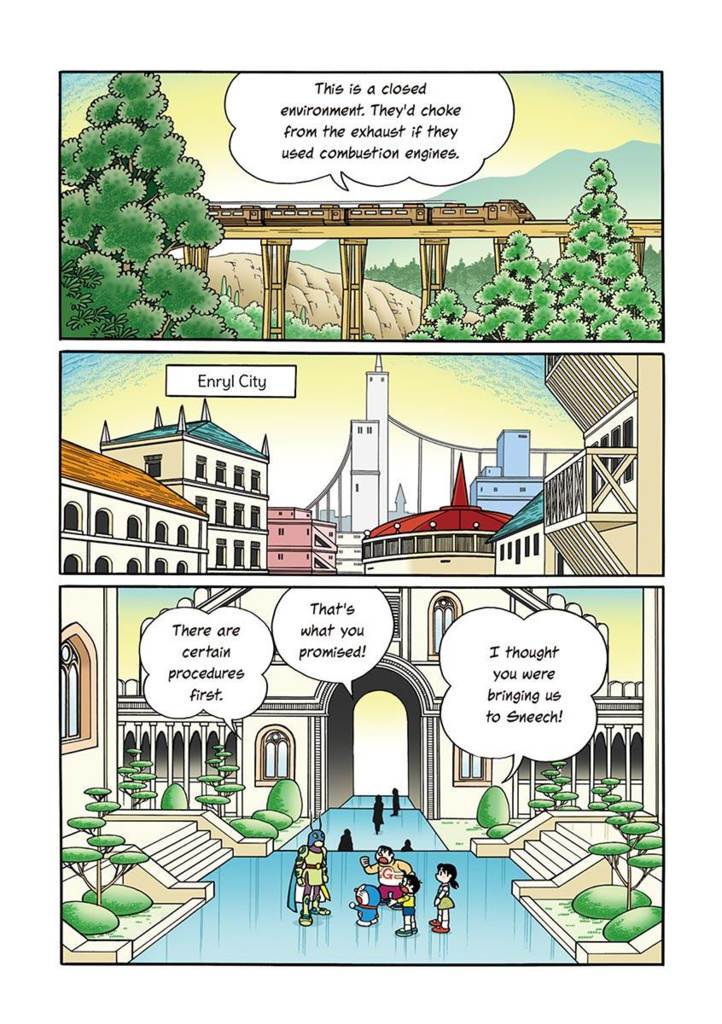 This is a closed
environment. They'd choke
from the exhaust if they
used combustion engines.
Enryl City
There are
certain
procedures
first.
That's
what you
promised!
I thought
you were
bringing us
to Sneech!
G